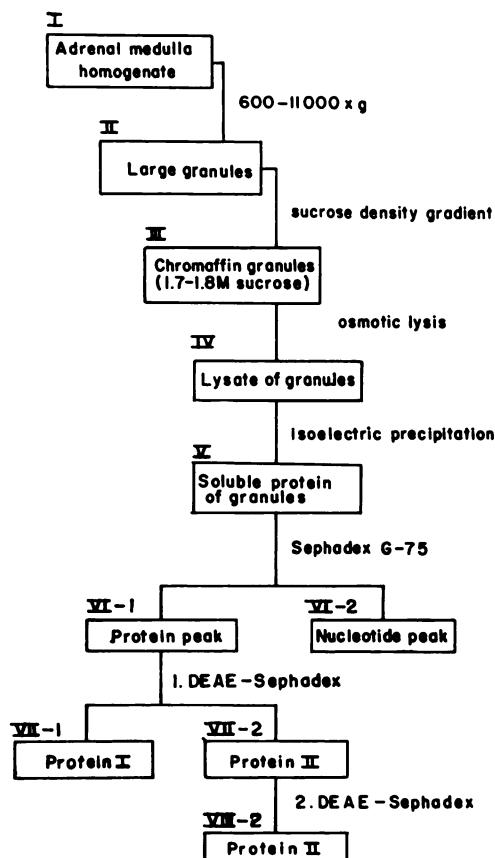 I
Adrenal medulla
homogenate
600-11000 x g
II
Large granules
sucrose density gradient
III
Chromaffin granules
(1.7-1.8M sucrose)
osmotic lysis
IV
Lysate of granules
isoelectric precipitation
V
Soluble protein
of granules
Sephadex G-75
VI-1
VI-2
Protein peak
Nucleotide peak
1. DEAE-Sephadex
VII-1
VII-2
Protein I
Protein II
2. DEAE-Sephadex
VIII-2
Protein II